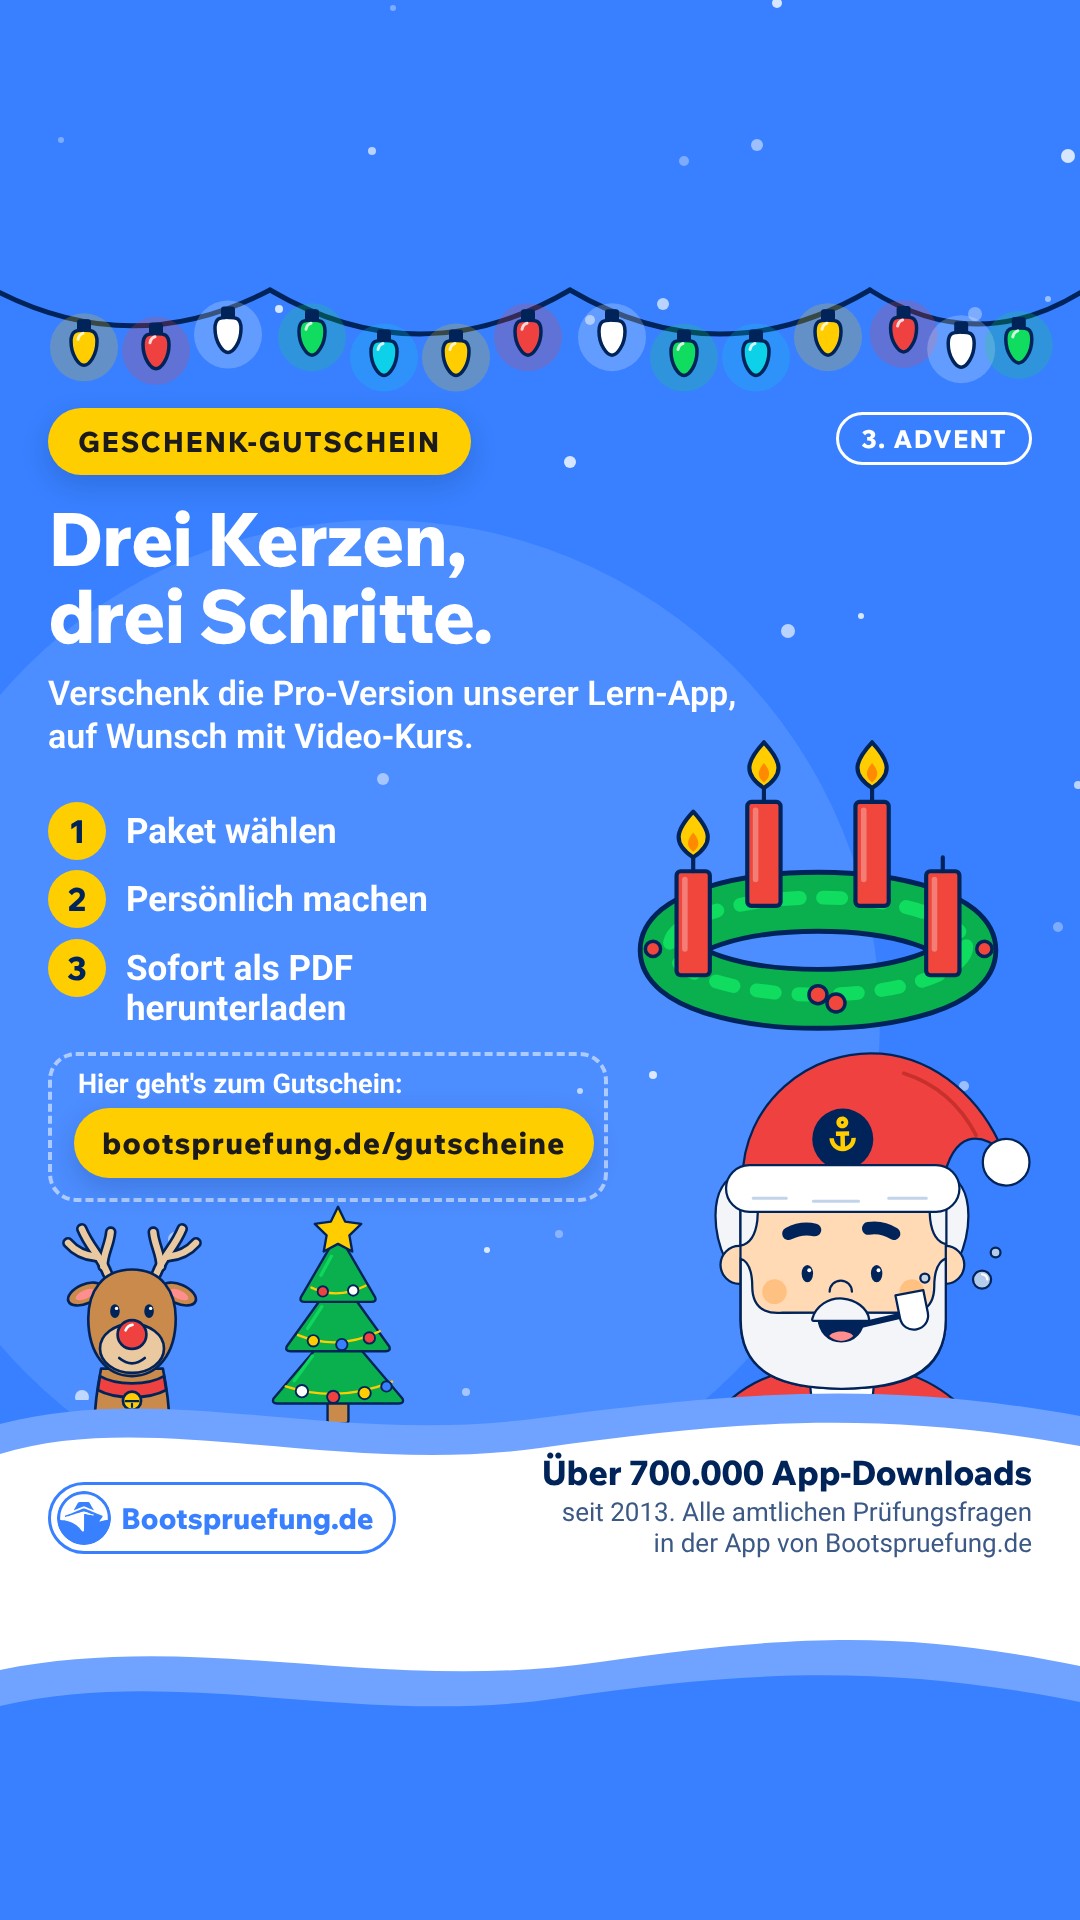 GESCHENK-GUTSCHEIN
3. ADVENT
Drei Kerzen,
drei Schritte.
Verschenk die Pro-Version unserer Lern-App,
auf Wunsch mit Video-Kurs.
1 Paket wählen
2 Persönlich machen
3 Sofort als PDF
herunterladen
Hier geht's zum Gutschein:
bootspruefung.de/gutscheine
Bootspruefung.de
Über 700.000 App-Downloads
seit 2013. Alle amtlichen Prüfungsfragen
in der App von Bootspruefung.de